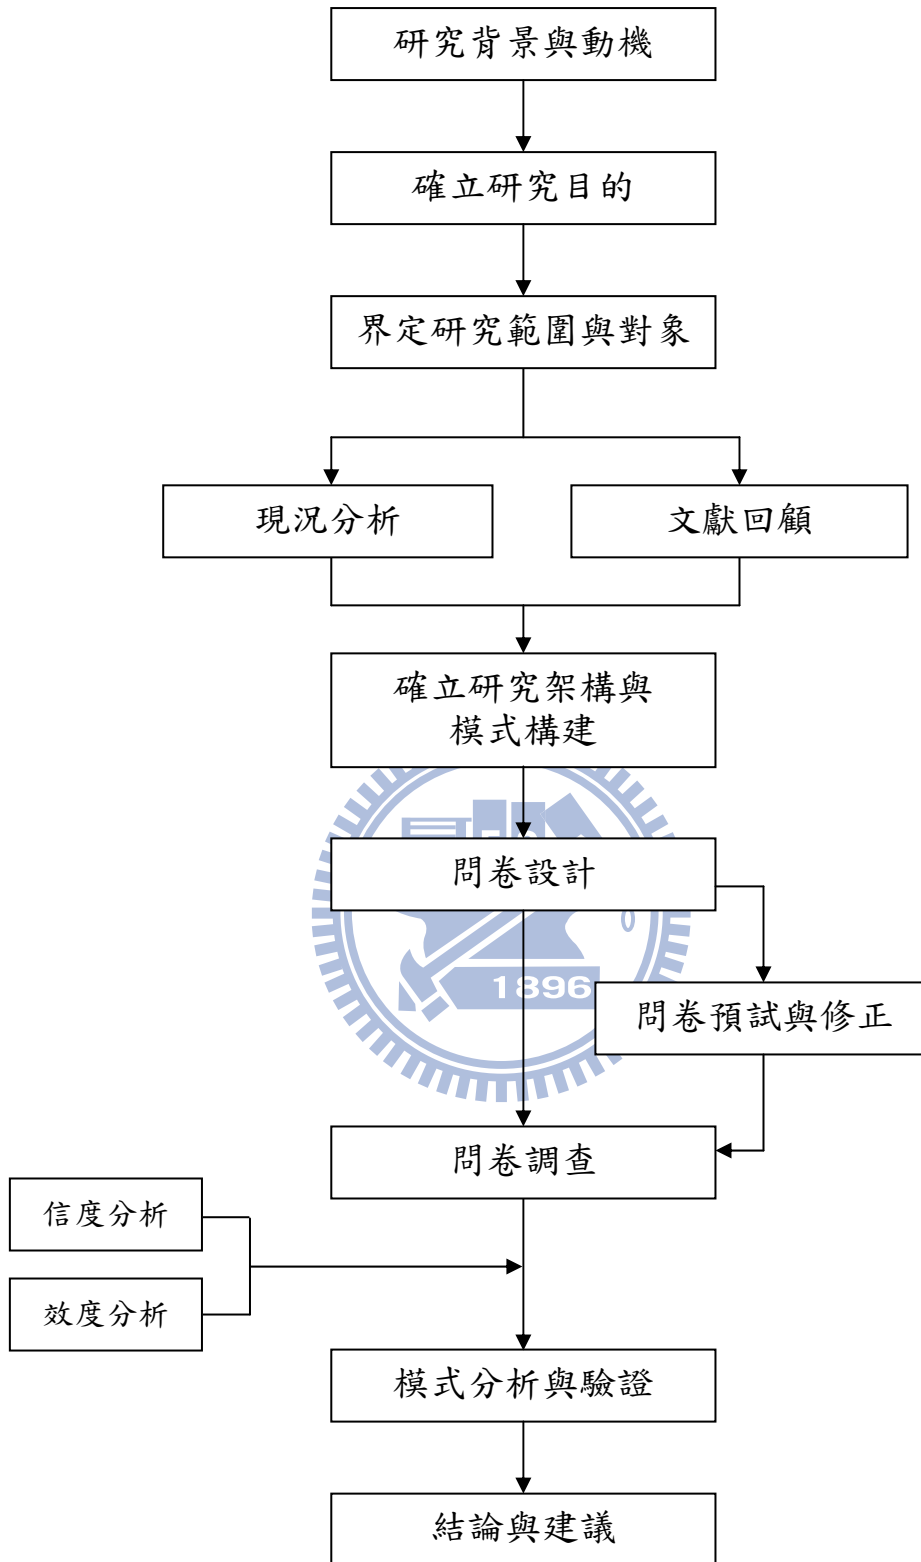 研究背景與動機
確立研究目的
界定研究範圍與對象
現況分析
文獻回顧
確立研究架構與
模式構建
問卷設計
1896
問卷預試與修正
問卷調查
信度分析
效度分析
模式分析與驗證
結論與建議